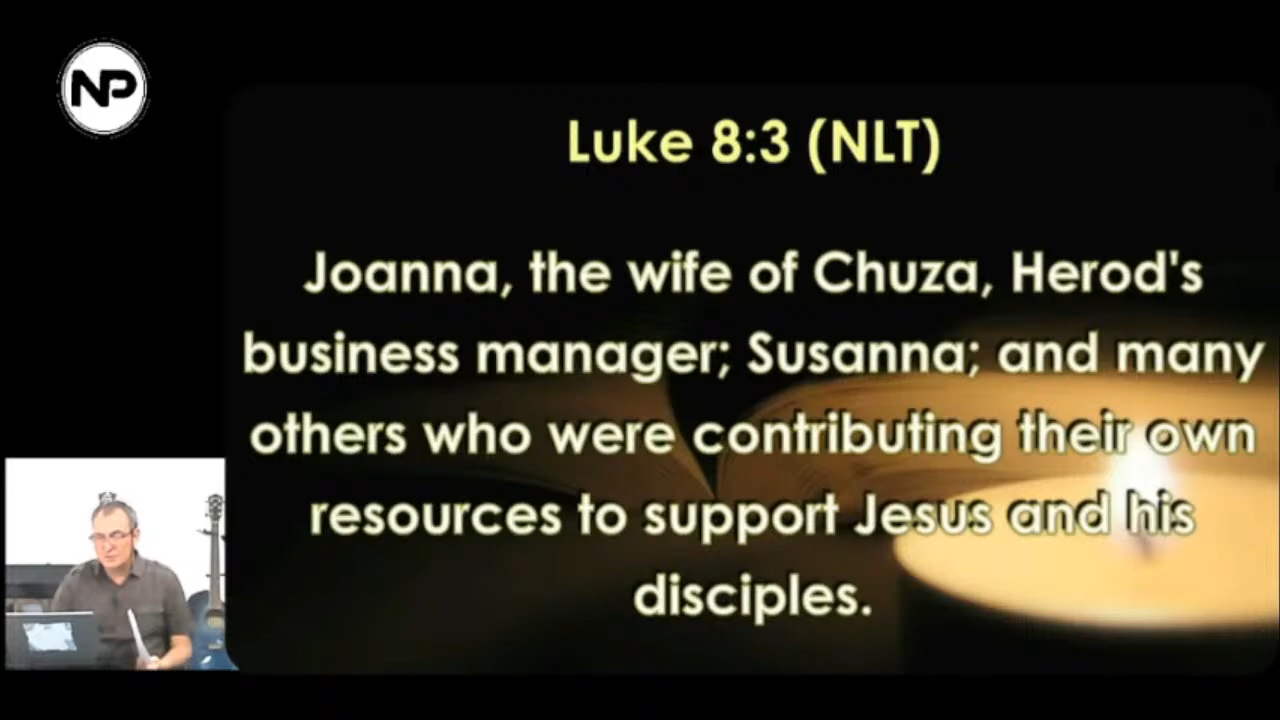 NP
Luke 8:3 (NLT)
Joanna, the wife of Chuza, Herod's
business manager; Susanna; and many
others who were contributing their own
resources to support Jesus and his
disciples.